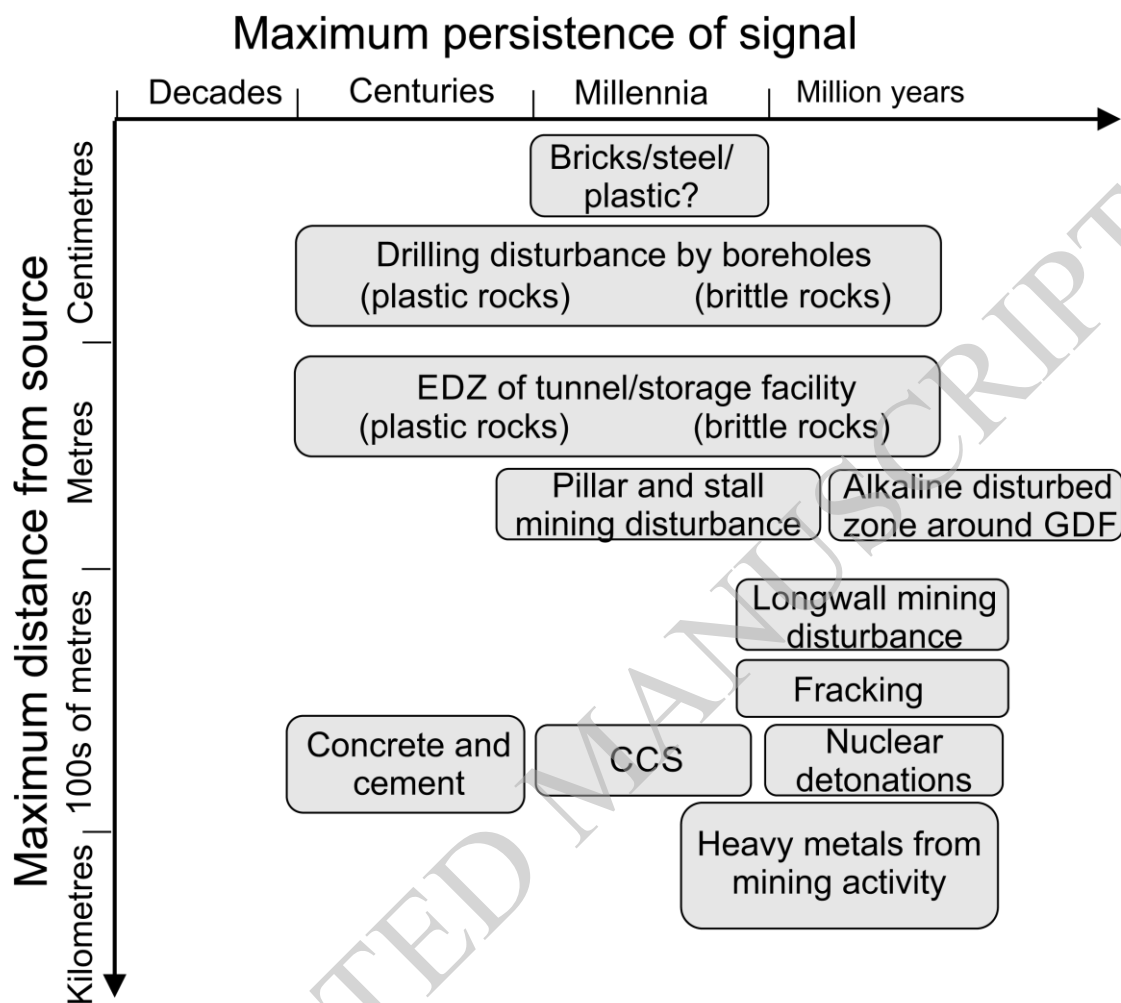 Maximum persistence of signal
Decades
Centuries
Millennia
Million years
Maximum distance from source
Centimetres
Metres
100s of metres
Kilometres
Bricks/steel/
plastic?
Drilling disturbance by boreholes
(plastic rocks) (brittle rocks)
EDZ of tunnel/storage facility
(plastic rocks) (brittle rocks)
Pillar and stall
mining disturbance
Alkaline disturbed
zone around GDF
Longwall mining
disturbance
Fracking
Concrete and
cement
CCS
Nuclear
detonations
Heavy metals from
mining activity
TED MANUSCRIPT